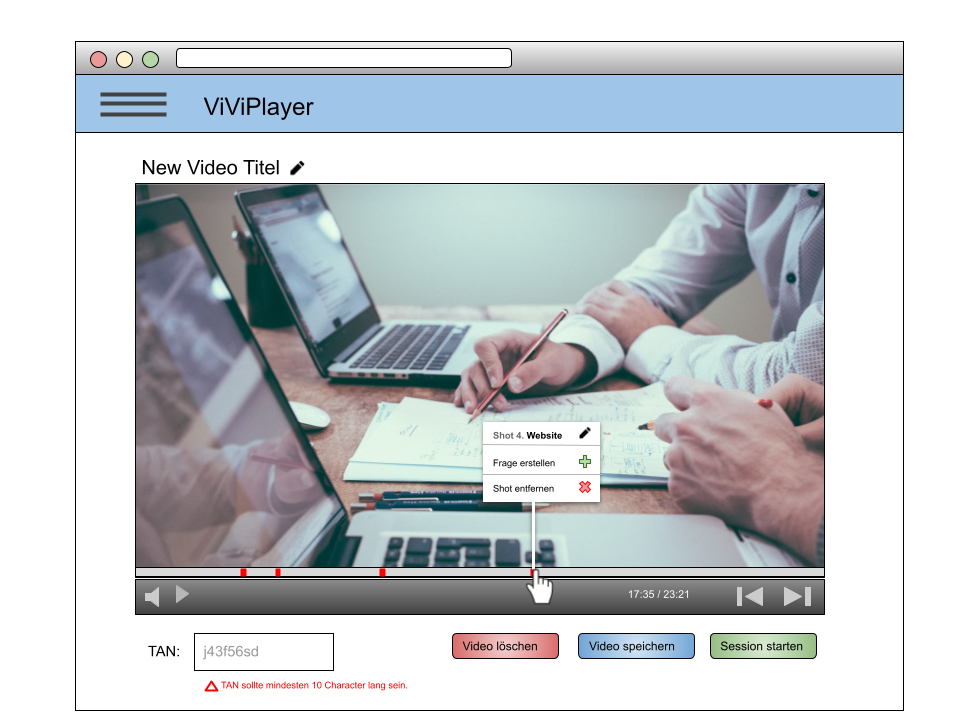 ViViPlayer
New Video Titel
Shot 4. Website
Frage erstellen
Shot entfernen
17:35 / 23:21
TAN:
j43f56sd
Video löschen
Video speichern
Session starten
TAN sollte mindesten 10 Character lang sein.